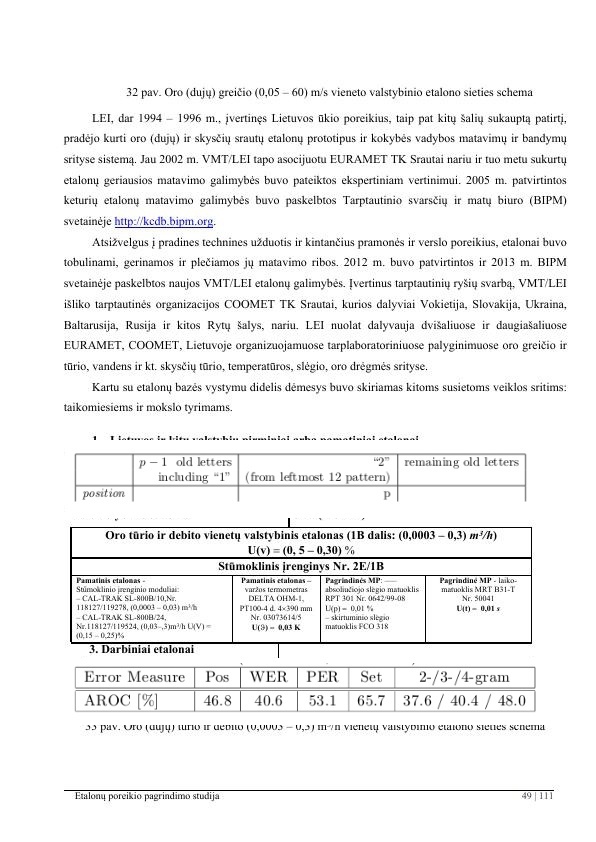 32 pav. Oro (dujų) greičio (0,05 – 60) m/s vieneto valstybinio etalono sieties schema
LEI, dar 1994 – 1996 m., įvertinęs Lietuvos ūkio poreikius, taip pat kitų šalių sukauptą patirtį,
pradėjo kurti oro (dujų) ir skysčių srautų etalonų prototipus ir kokybės vadybos matavimų ir bandymų
srityse sistemą. Jau 2002 m. VMT/LEI tapo asocijuotu EURAMET TK Srautai nariu ir tuo metu sukurtų
etalonų geriausios matavimo galimybės buvo pateiktos ekspertiniam vertinimui. 2005 m. patvirtintos
keturių etalonų matavimo galimybės buvo paskelbtos Tarptautinio svarsčių ir matų biuro (BIPM)
svetainėje http://kcdb.bipm.org.
Atsižvelgus į pradines technines užduotis ir kintančius pramonės ir verslo poreikius, etalonai buvo
tobulinami, gerinamos ir plečiamos jų matavimo ribos. 2012 m. buvo patvirtintos ir 2013 m. BIPM
svetainėje paskelbtos naujos VMT/LEI etalonų galimybės. Įvertinus tarptautinių ryšių svarbą, VMT/LEI
išliko tarptautinės organizacijos COOMET TK Srautai, kurios dalyviai Vokietija, Slovakija, Ukraina,
Baltarusija, Rusija ir kitos Rytų šalys, nariu. LEI nuolat dalyvauja dvišaliuose ir daugiašaliuose
EURAMET, COOMET, Lietuvoje organizuojamuose tarplaboratoriniuose palyginimuose oro greičio ir
tūrio, vandens ir kt. skysčių tūrio, temperatūros, slėgio, oro drėgmės srityse.
Kartu su etalonų bazės vystymu didelis dėmesys buvo skiriamas kitoms susietoms veiklos sritims:
taikomiesiems ir mokslo tyrimams.
1. Lietuvos ir kitų valstybių pirminiai arba pamatiniai etalonai
p − 1 old letters “2” remaining old letters
including “1” (from leftmost 12 pattern)
position p
Oro tūrio ir debito vienetų valstybinis etalonas (1B dalis: (0,0003 – 0,3) m³/h)
U(v) = (0, 5 – 0,30) %
Stūmoklinis įrenginys Nr. 2E/1B
Pamatinis etalonas -
Stūmoklinio įrenginio moduliai:
– CAL-TRAK SL-800B/10,Nr.
118127/119278, (0,0003 – 0,03) m³/h
– CAL-TRAK SL-800B/24,
Nr.118127/119524, (0,03–,3)m³/h U(V) =
(0,15 – 0,25)%
Pamatinis etalonas –
varžos termometras
DELTA OHM-1,
PT100-4 d. 4×390 mm
Nr. 03073614/5
U(ϑ) = 0,03 K
Pagrindinės MP: –––
absoliučiojo slėgio matuoklis
RPT 301 Nr. 0642/99-08
U(p) = 0,01 %
– skirtuminio slėgio
matuoklis FCO 318
Pagrindinė MP - laiko-
matuoklis MRT B31-T
Nr. 50041
U(t) = 0,01 s
3. Darbiniai etalonai
Error Measure Pos WER PER Set 2-/3-/4-gram
AROC [%] 46.8 40.6 53.1 65.7 37.6 / 40.4 / 48.0
33 pav. Oro (dujų) tūrio ir debito (0,0003 – 0,3) m³/h vienetų valstybinio etalono sieties schema
Etalonų poreikio pagrindimo studija 49 | 111